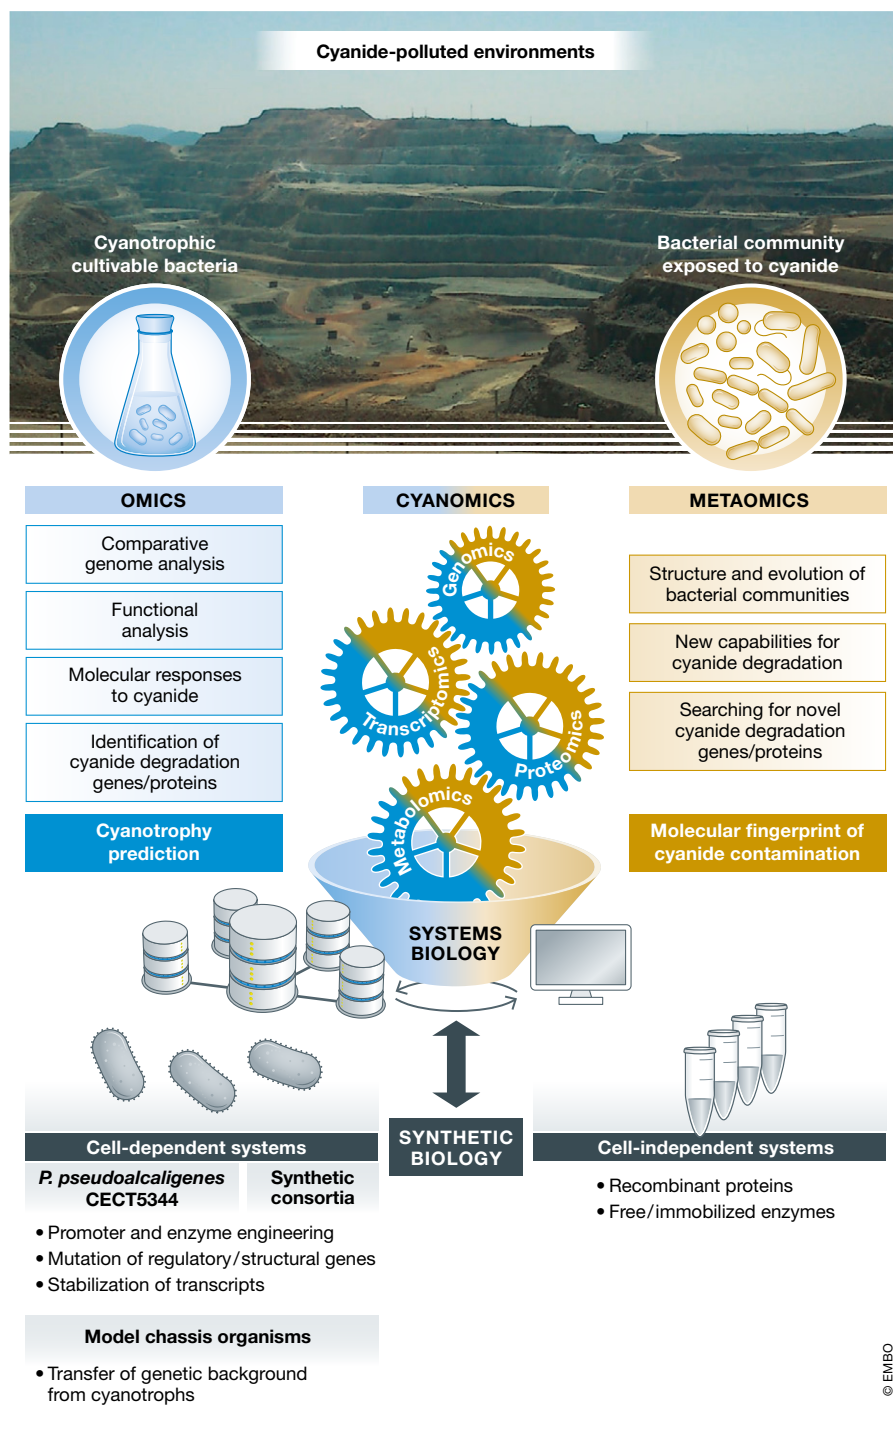 Cyanide-polluted environments
Cyanotrophic
cultivable bacteria
Bacterial community
exposed to cyanide
OMICS
Comparative
genome analysis
Functional
analysis
Molecular responses
to cyanide
Identification of
cyanide degradation
genes/proteins
Cyanotrophy
prediction
CYANOMICS
Genomics
Transcriptomics
Proteomics
Metabolomics
SYSTEMS
BIOLOGY
METAOMICS
Structure and evolution of
bacterial communities
New capabilities for
cyanide degradation
Searching for novel
cyanide degradation
genes/proteins
Molecular fingerprint of
cyanide contamination
SYNTHETIC
BIOLOGY
Cell-dependent systems
P. pseudoalcaligenes
CECT5344
Synthetic
consortia
• Promoter and enzyme engineering
• Mutation of regulatory/structural genes
• Stabilization of transcripts
Model chassis organisms
• Transfer of genetic background
from cyanotrophs
Cell-independent systems
• Recombinant proteins
• Free/immobilized enzymes
© EMBO